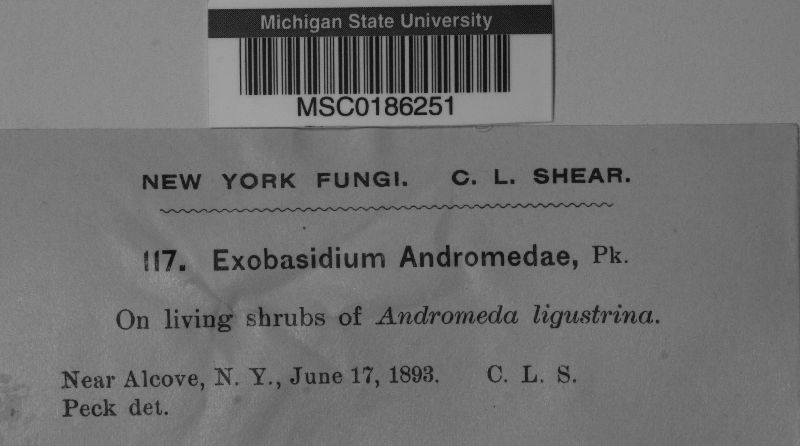 Michigan State University
MSC0186251
NEW YORK FUNGI. C. L. SHEAR.
117. Exobasidium Andromedae, Pk.
On living shrubs of Andromeda ligustrina.
Near Alcove, N. Y., June 17, 1893. C. L. S.
Peck det.